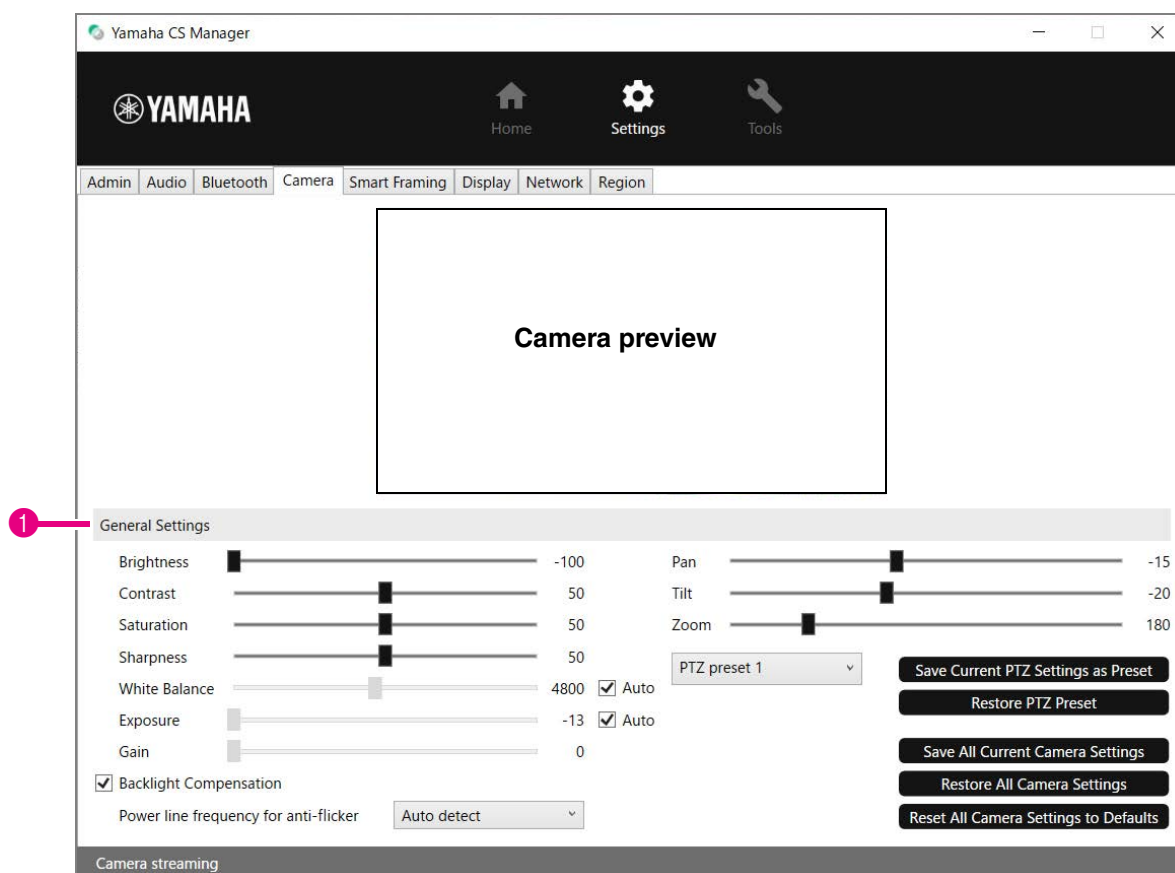 Yamaha CS Manager
YAMAHA
Home Settings Tools
Admin Audio Bluetooth Camera Smart Framing Display Network Region
Camera preview
1
General Settings
Brightness -100
Contrast 50
Saturation 50
Sharpness 50
White Balance 4800 Auto
Exposure -13 Auto
Gain 0
Backlight Compensation
Power line frequency for anti-flicker Auto detect
Pan -15
Tilt -20
Zoom 180
PTZ preset 1
Save Current PTZ Settings as Preset
Restore PTZ Preset
Save All Current Camera Settings
Restore All Camera Settings
Reset All Camera Settings to Defaults
Camera streaming